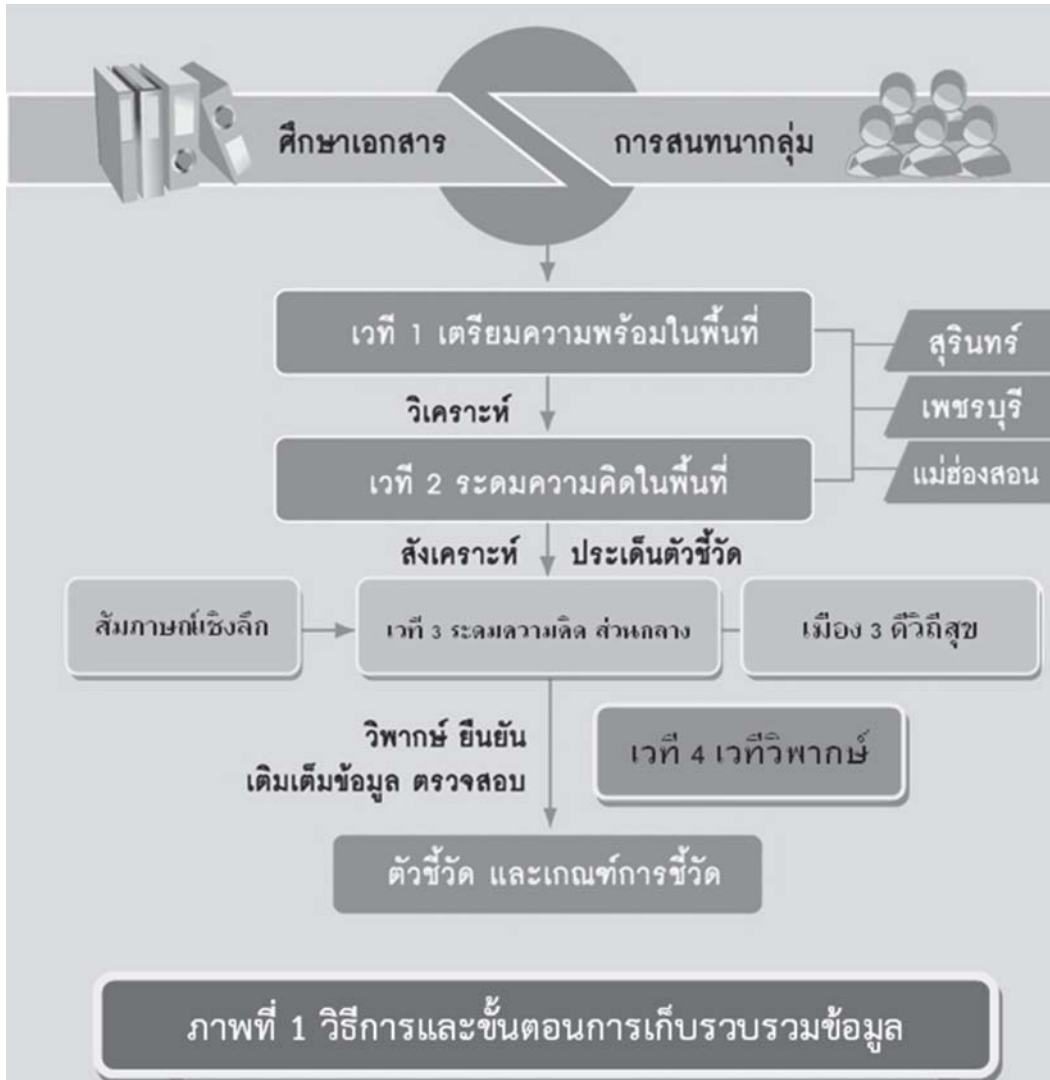 ศึกษาเอกสาร
การสนทนากลุ่ม
เวที 1 เตรียมความพร้อมในพื้นที่
สุรินทร์
เพชรบุรี
แม่ฮ่องสอน
วิเคราะห์
เวที 2 ระดมความคิดในพื้นที่
สังเคราะห์ ประเด็นตัวชี้วัด
สัมภาษณ์เชิงลึก
เวที 3 ระดมความคิด ส่วนกลาง
เมือง 3 ดีวิถีสุข
วิพากษ์ ยืนยัน
เติมเต็มข้อมูล ตรวจสอบ
เวที 4 เวทีวิพากษ์
ตัวชี้วัด และเกณฑ์การชี้วัด
ภาพที่ 1 วิธีการและขั้นตอนการเก็บรวบรวมข้อมูล